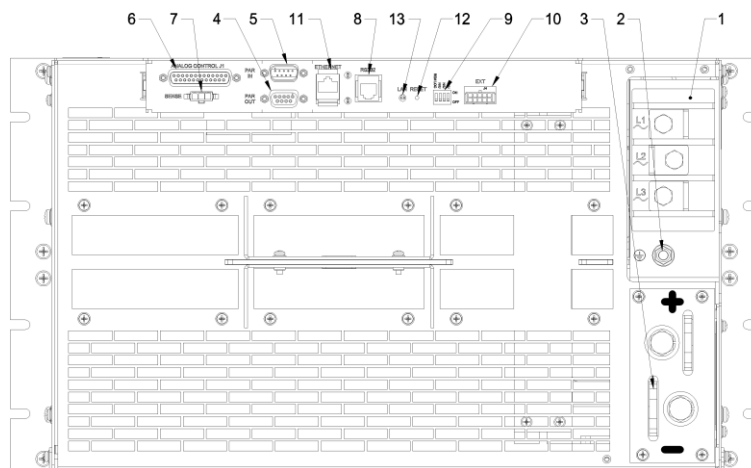 6 7 4 5 11 8 13 12 9 10 3 2 1
ANALOG CONTROL J1
PAR
IN
ETHERNET
RS232
SENSE
PAR
OUT
LAN RESET
ON
OFF
EXT
J4
L1
L2
L3
+
-